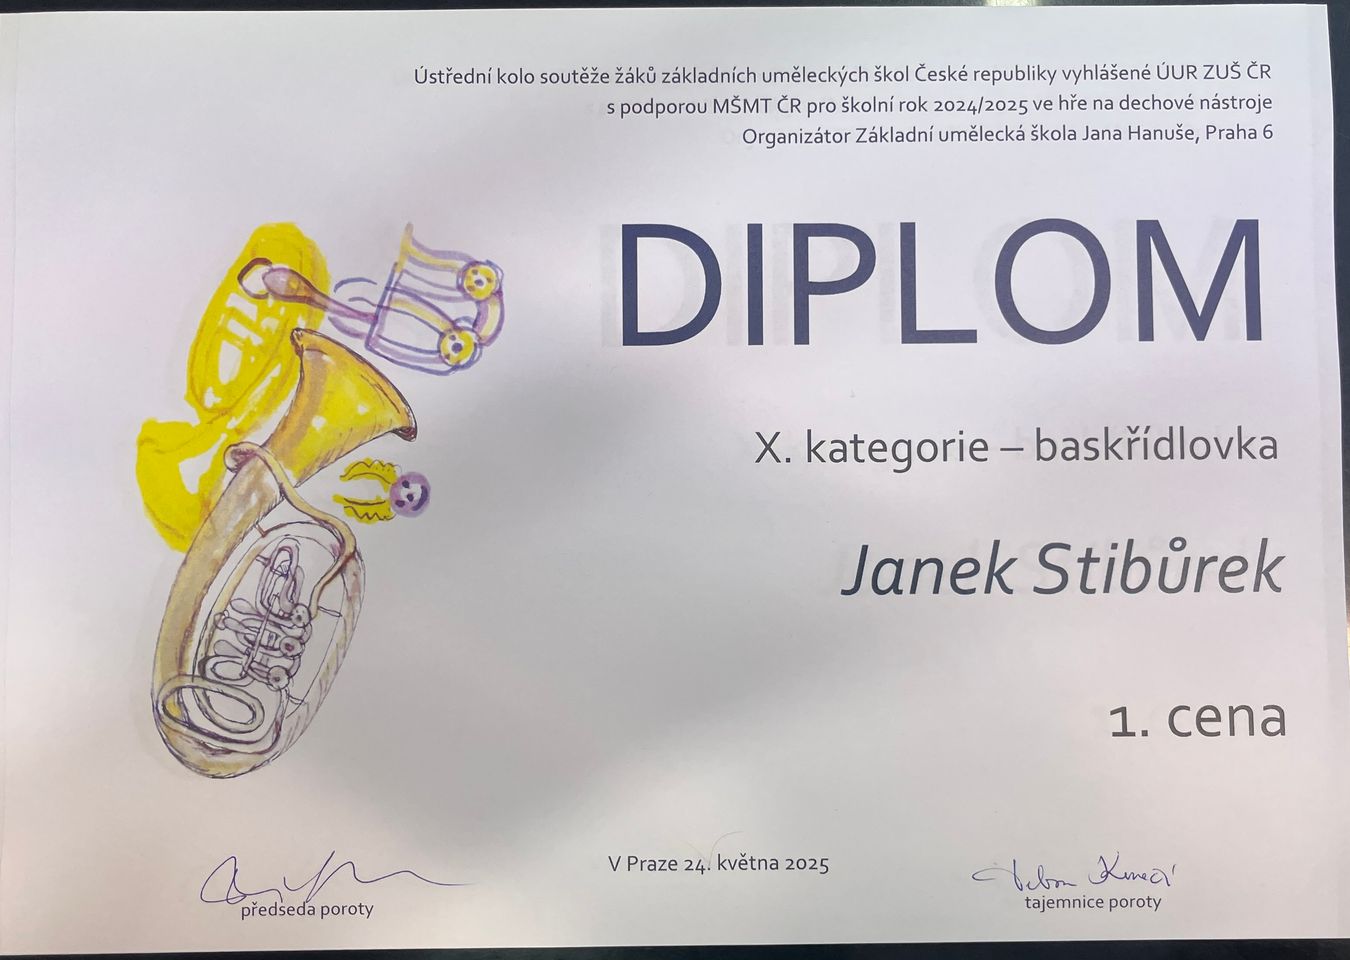 Ústřední kolo soutěže žáků základních uměleckých škol České republiky vyhlášené ÚUR ZUŠ ČR
s podporou MŠMT ČR pro školní rok 2024/2025 ve hře na dechové nástroje
Organizátor Základní umělecká škola Jana Hanuše, Praha 6
DIPLOM
X. kategorie – baskřídlovka
Janek Stibůrek
1. cena
V Praze 24. května 2025
předseda poroty
tajemnice poroty